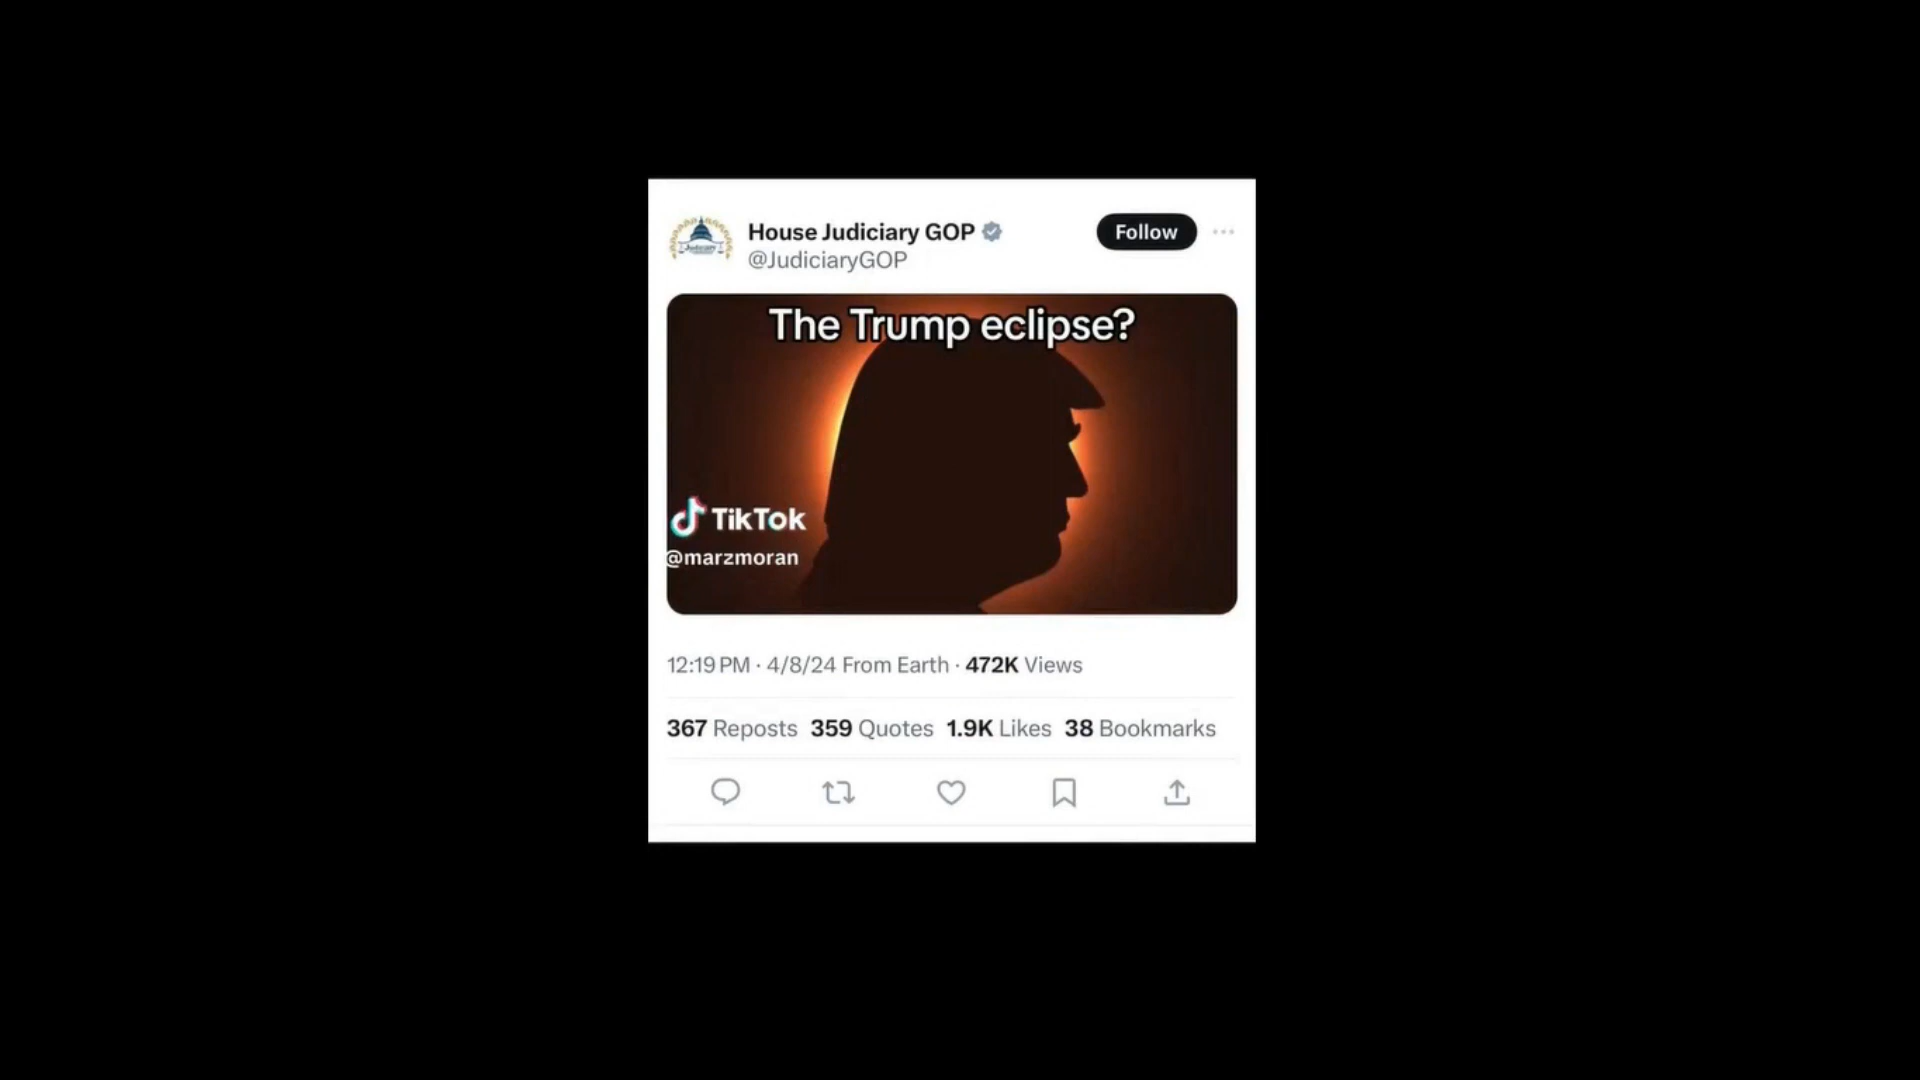 House Judiciary GOP
Follow
@JudiciaryGOP
The Trump eclipse?
TikTok
@marzmoran
12:19 PM · 4/8/24 From Earth · 472K Views
367 Reposts 359 Quotes 1.9K Likes 38 Bookmarks